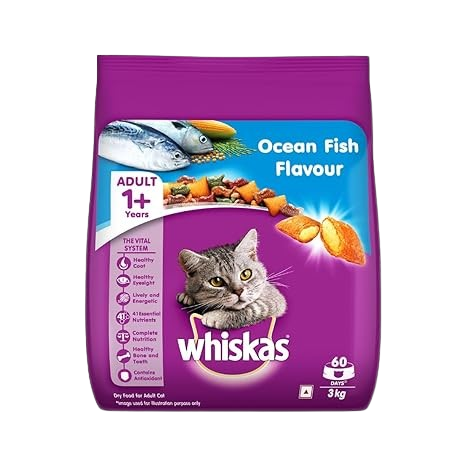 Ocean Fish
Flavour
ADULT
1+
Years
THE VITAL
SYSTEM
Healthy
Coat
Healthy
Eyesight
Lively and
Energetic
41 Essential
Nutrients
Complete
Nutrition
Healthy
Bone and
Teeth
Contains
Antioxidant
whiskas
60
DAYS*
3kg
Dry Food for Adult Cat
*Image used for illustration purpose only